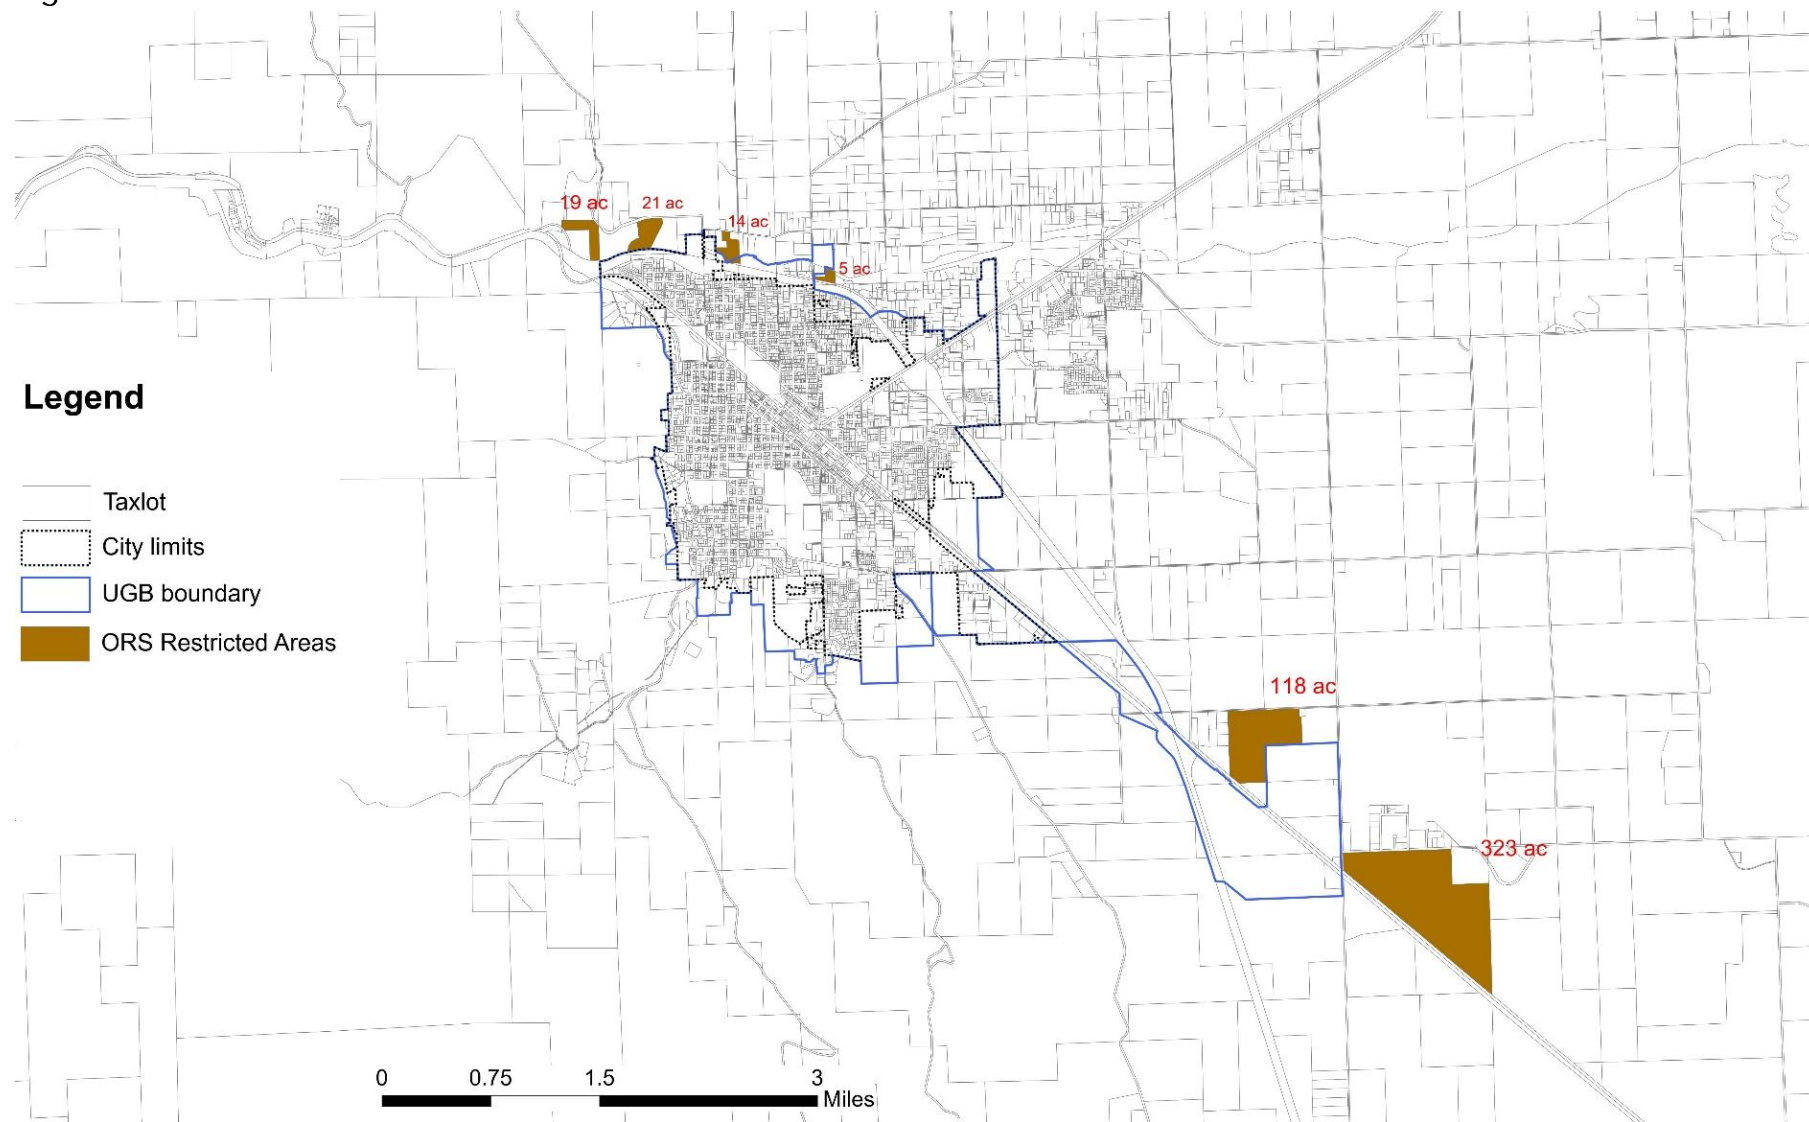 19 ac
21 ac
14 ac
5 ac
Legend
Taxlot
City limits
UGB boundary
ORS Restricted Areas
118 ac
323 ac
0 0.75 1.5 3
Miles